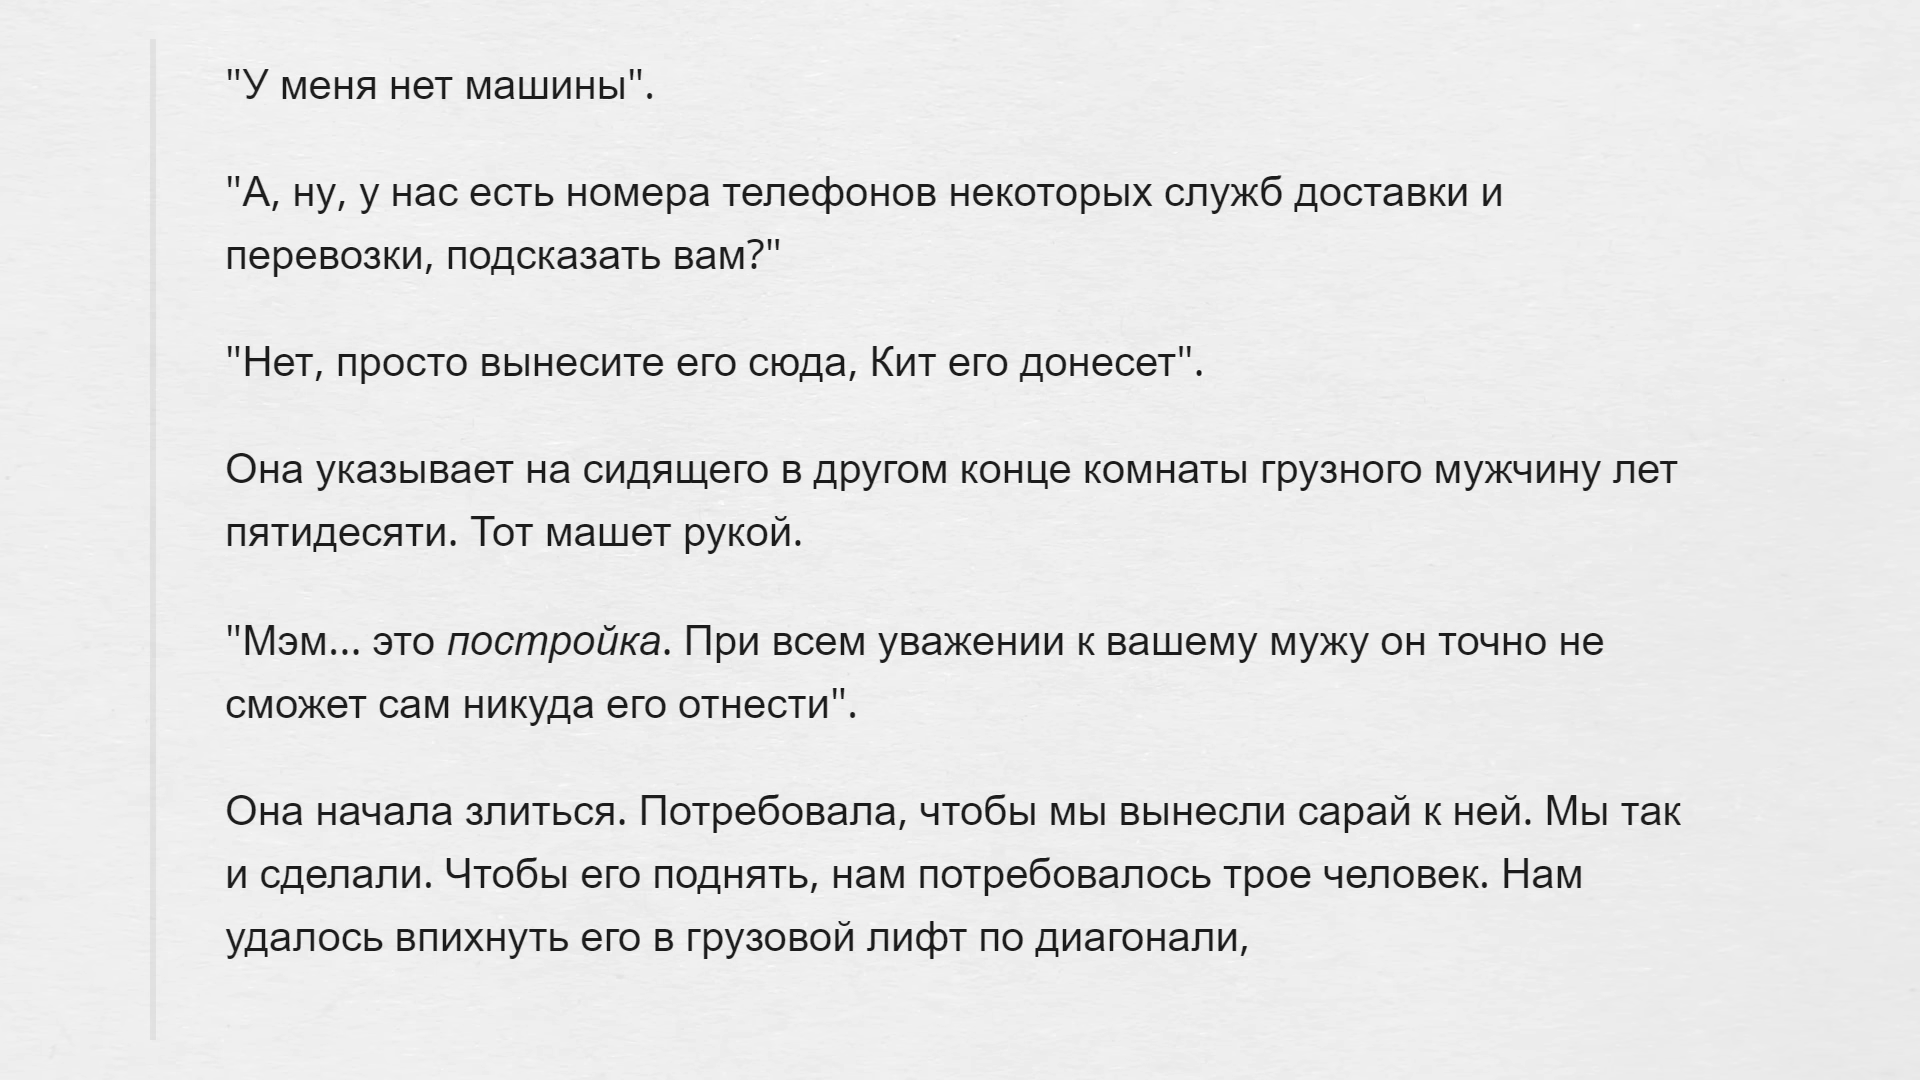 "У меня нет машины".
"А, ну, у нас есть номера телефонов некоторых служб доставки и
перевозки, подсказать вам?"
"Нет, просто вынесите его сюда, Кит его донесет".
Она указывает на сидящего в другом конце комнаты грузного мужчину лет
пятидесяти. Тот машет рукой.
"Мэм... это постройка. При всем уважении к вашему мужу он точно не
сможет сам никуда его отнести".
Она начала злиться. Потребовала, чтобы мы вынесли сарай к ней. Мы так
и сделали. Чтобы его поднять, нам потребовалось трое человек. Нам
удалось впихнуть его в грузовой лифт по диагонали,